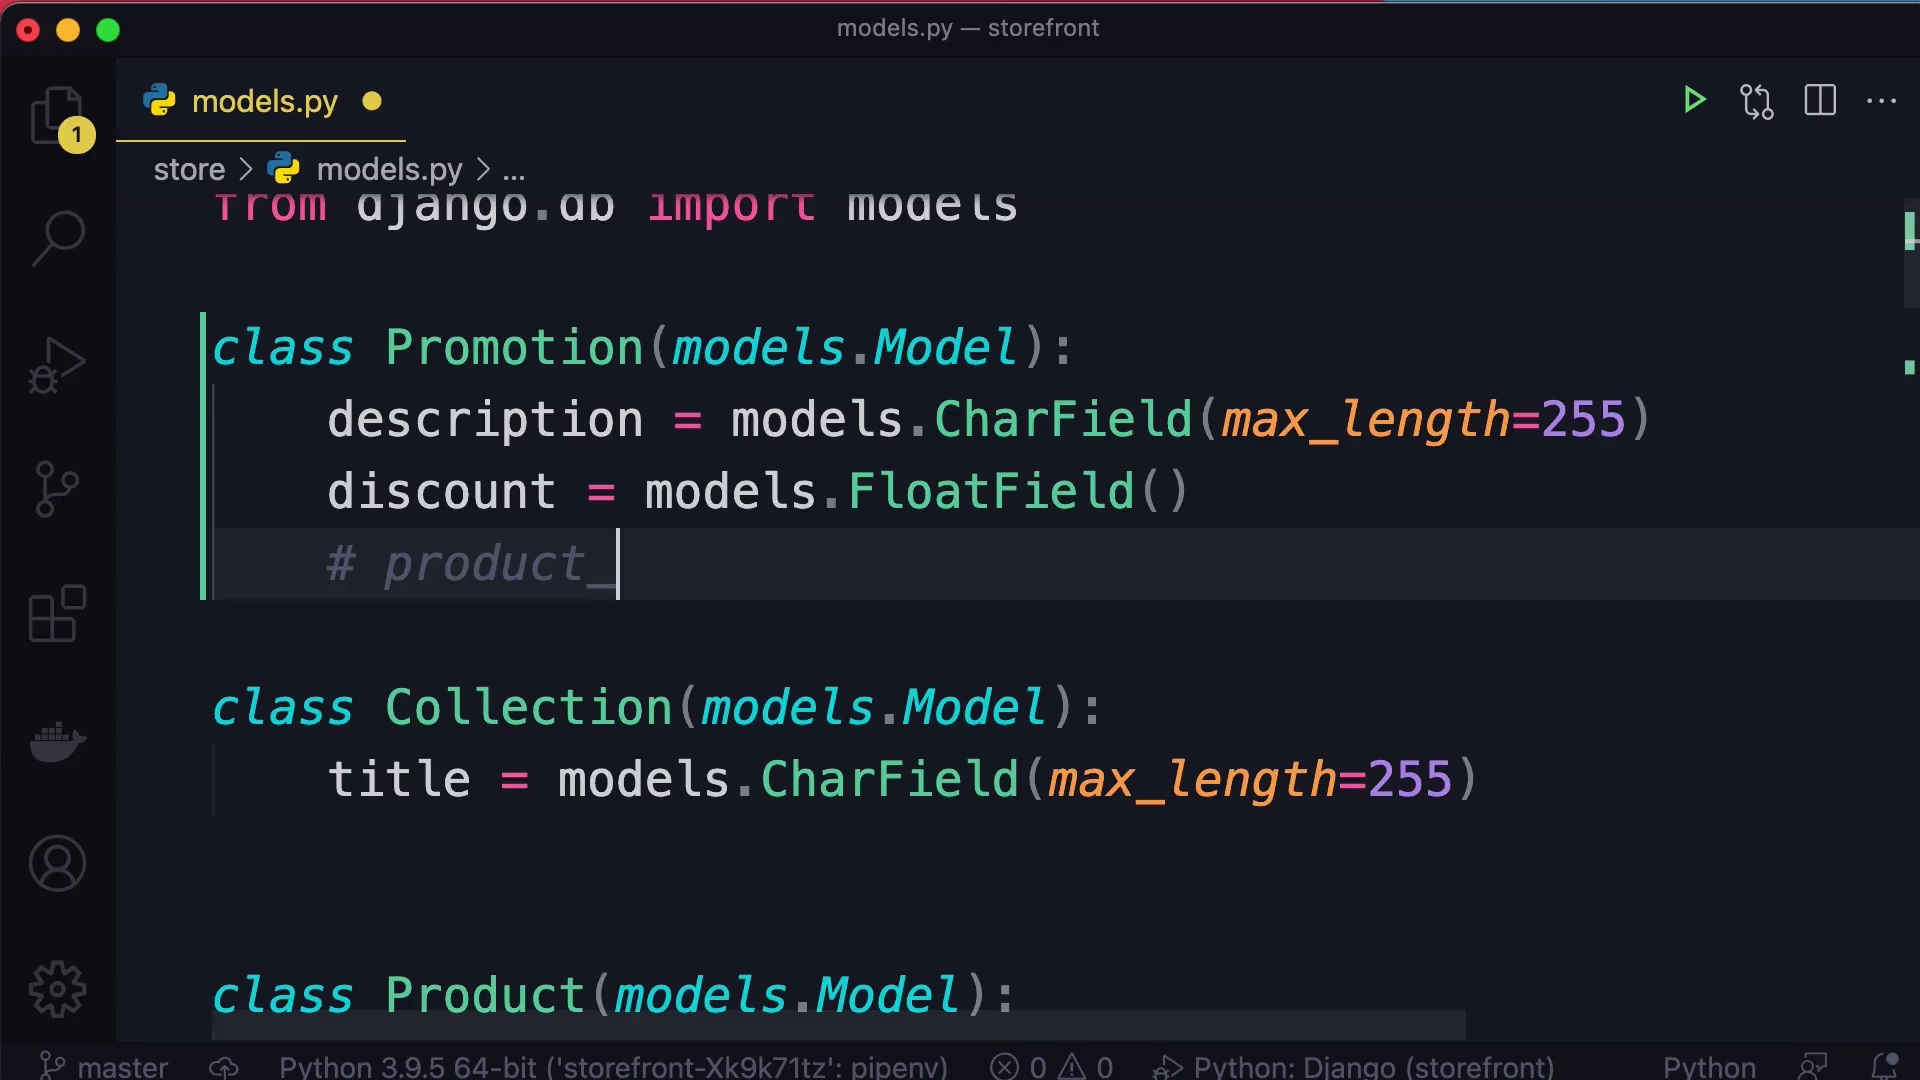 models.py — storefront
models.py
1
store > models.py > ...
from django.db import models
class Promotion(models.Model):
description = models.CharField(max_length=255)
discount = models.FloatField()
# product_
class Collection(models.Model):
title = models.CharField(max_length=255)
class Product(models.Model):
master Python 3.9.5 64-bit ('storefront-Xk9k71tz': pipenv) 0 0 Python: Django (storefront) Python